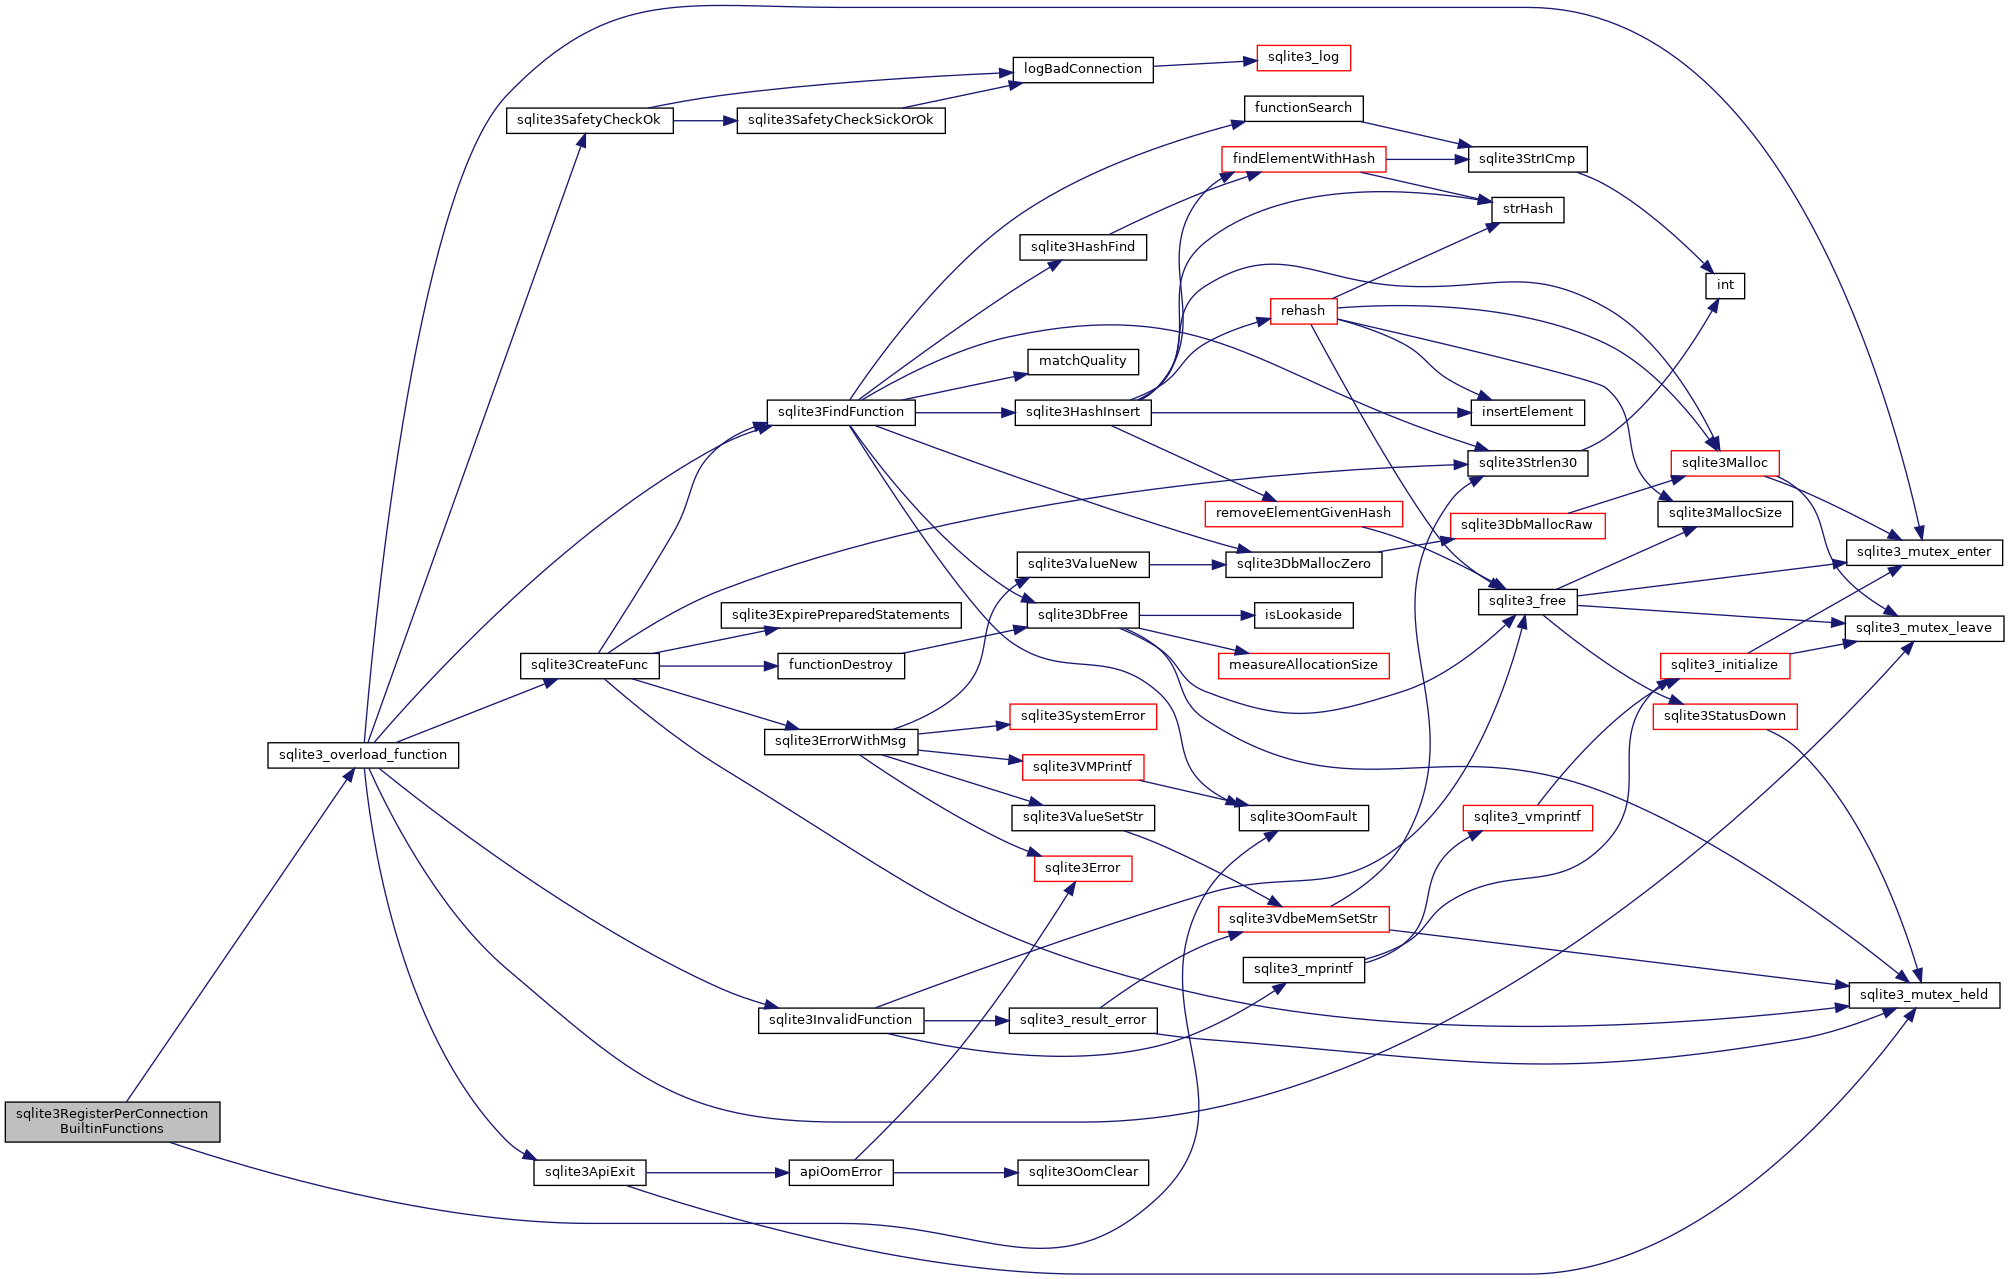 sqlite3_log
logBadConnection
functionSearch
sqlite3SafetyCheckOk
sqlite3SafetyCheckSickOrOk
findElementWithHash
sqlite3StrICmp
strHash
sqlite3HashFind
int
rehash
matchQuality
sqlite3FindFunction
sqlite3HashInsert
insertElement
sqlite3Strlen30
sqlite3Malloc
removeElementGivenHash
sqlite3MallocSize
sqlite3DbMallocRaw
sqlite3_mutex_enter
sqlite3ValueNew
sqlite3DbMallocZero
sqlite3_free
sqlite3ExpirePreparedStatements
sqlite3DbFree
isLookaside
sqlite3_mutex_leave
sqlite3CreateFunc
functionDestroy
measureAllocationSize
sqlite3_initialize
sqlite3SystemError
sqlite3StatusDown
sqlite3ErrorWithMsg
sqlite3_overload_function
sqlite3VMPrintf
sqlite3ValueSetStr
sqlite3OomFault
sqlite3_vmprintf
sqlite3Error
sqlite3VdbeMemSetStr
sqlite3_mprintf
sqlite3_mutex_held
sqlite3InvalidFunction
sqlite3_result_error
sqlite3RegisterPerConnection
BuiltinFunctions
sqlite3ApiExit
apiOomError
sqlite3OomClear